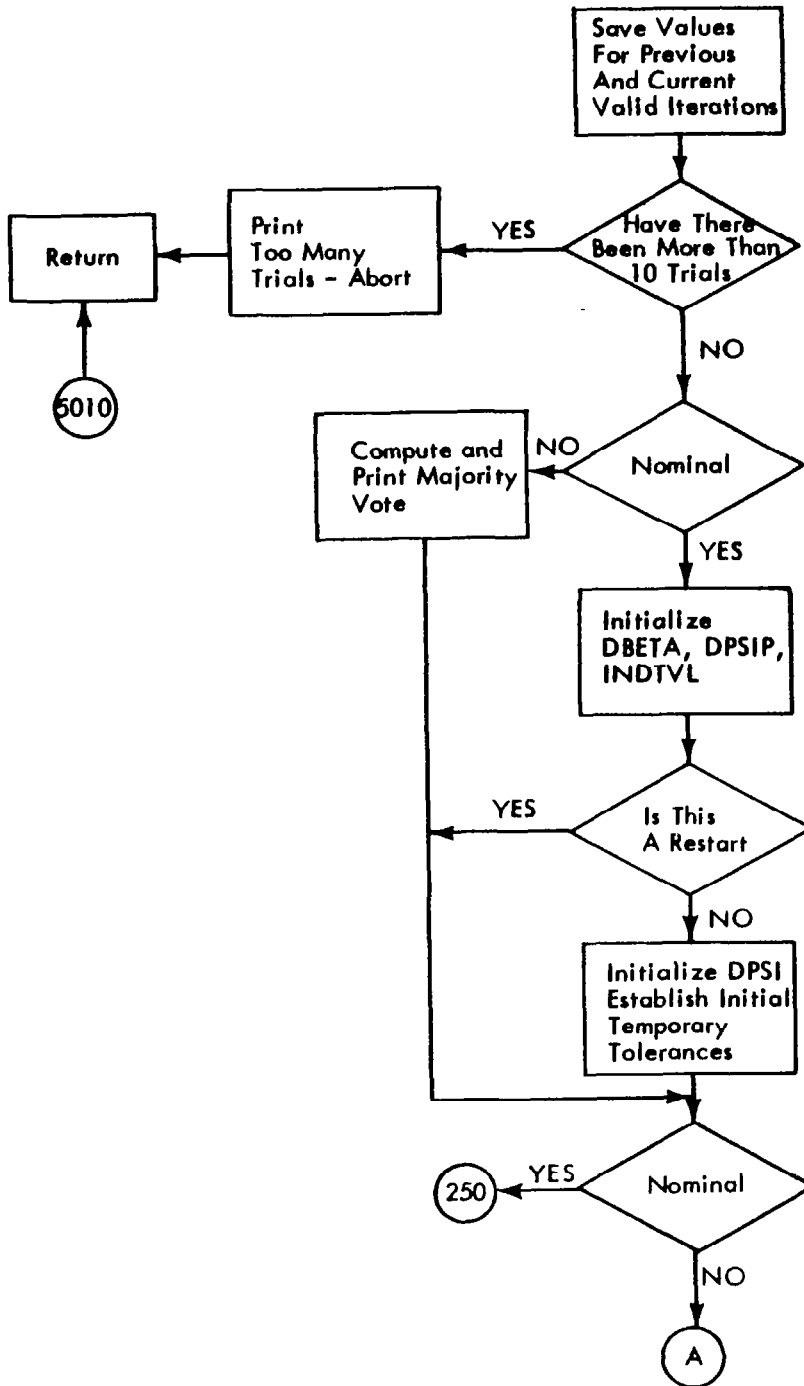 Save Values
For Previous
And Current
Valid Iterations
Have There
Been More Than
10 Trials
YES
Print
Too Many
Trials - Abort
Return
5010
NO
Nominal
NO
Compute and
Print Majority
Vote
YES
Initialize
DBETA, DPSIP,
INDTVL
Is This
A Restart
YES
NO
Initialize DPSI
Establish Initial
Temporary
Tolerances
Nominal
YES
250
NO
A